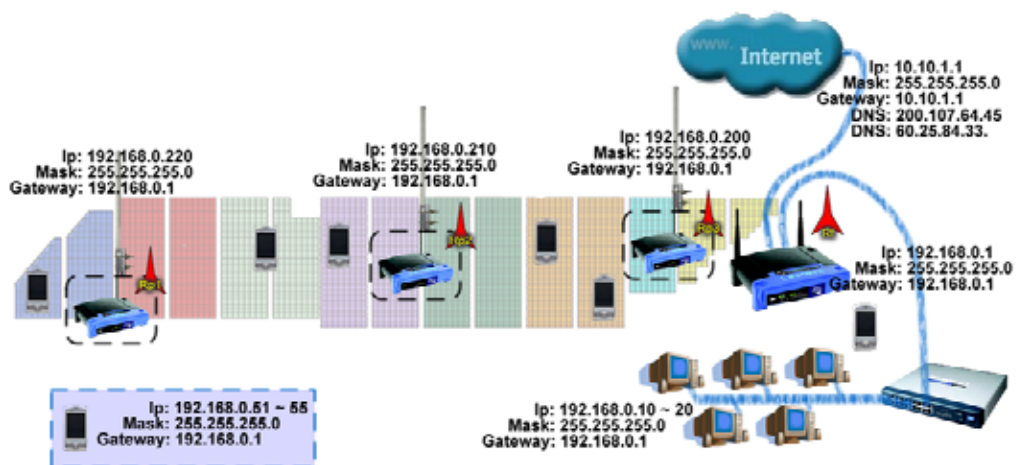 www.
Internet
Ip: 10.10.1.1
Mask: 255.255.255.0
Gateway: 10.10.1.1
DNS: 200.107.64.45
DNS: 60.25.84.33.
Ip: 192.168.0.220
Mask: 255.255.255.0
Gateway: 192.168.0.1
Ip: 192.168.0.210
Mask: 255.255.255.0
Gateway: 192.168.0.1
Ip: 192.168.0.200
Mask: 255.255.255.0
Gateway: 192.168.0.1
Rp1
Rp2
Rp3
Ip: 192.168.0.1
Mask: 255.255.255.0
Gateway: 192.168.0.1
Ip: 192.168.0.51 ~ 55
Mask: 255.255.255.0
Gateway: 192.168.0.1
Ip: 192.168.0.10 ~ 20
Mask: 255.255.255.0
Gateway: 192.168.0.1